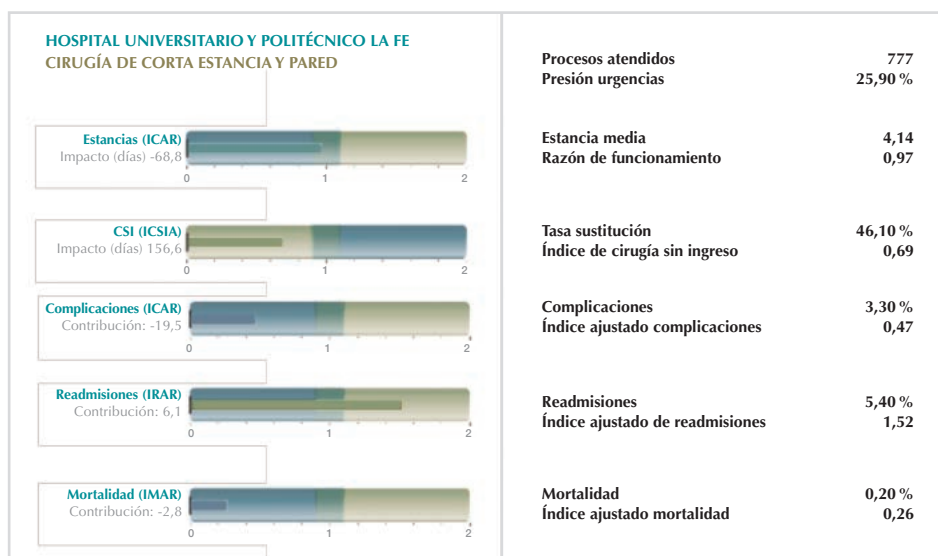 HOSPITAL UNIVERSITARIO Y POLITÉCNICO LA FE
CIRUGÍA DE CORTA ESTANCIA Y PARED
Procesos atendidos 777
Presión urgencias 25,90 %
Estancias (ICAR)
Impacto (días) -68,8
0 1 2
Estancia media 4,14
Razón de funcionamiento 0,97
CSI (ICSIA)
Impacto (días) 156,6
0 1 2
Tasa sustitución 46,10 %
Índice de cirugía sin ingreso 0,69
Complicaciones (ICAR)
Contribución: -19,5
0 1 2
Complicaciones 3,30 %
Índice ajustado complicaciones 0,47
Readmisiones (IRAR)
Contribución: 6,1
0 1 2
Readmisiones 5,40 %
Índice ajustado de readmisiones 1,52
Mortalidad (IMAR)
Contribución: -2,8
0 1 2
Mortalidad 0,20 %
Índice ajustado mortalidad 0,26